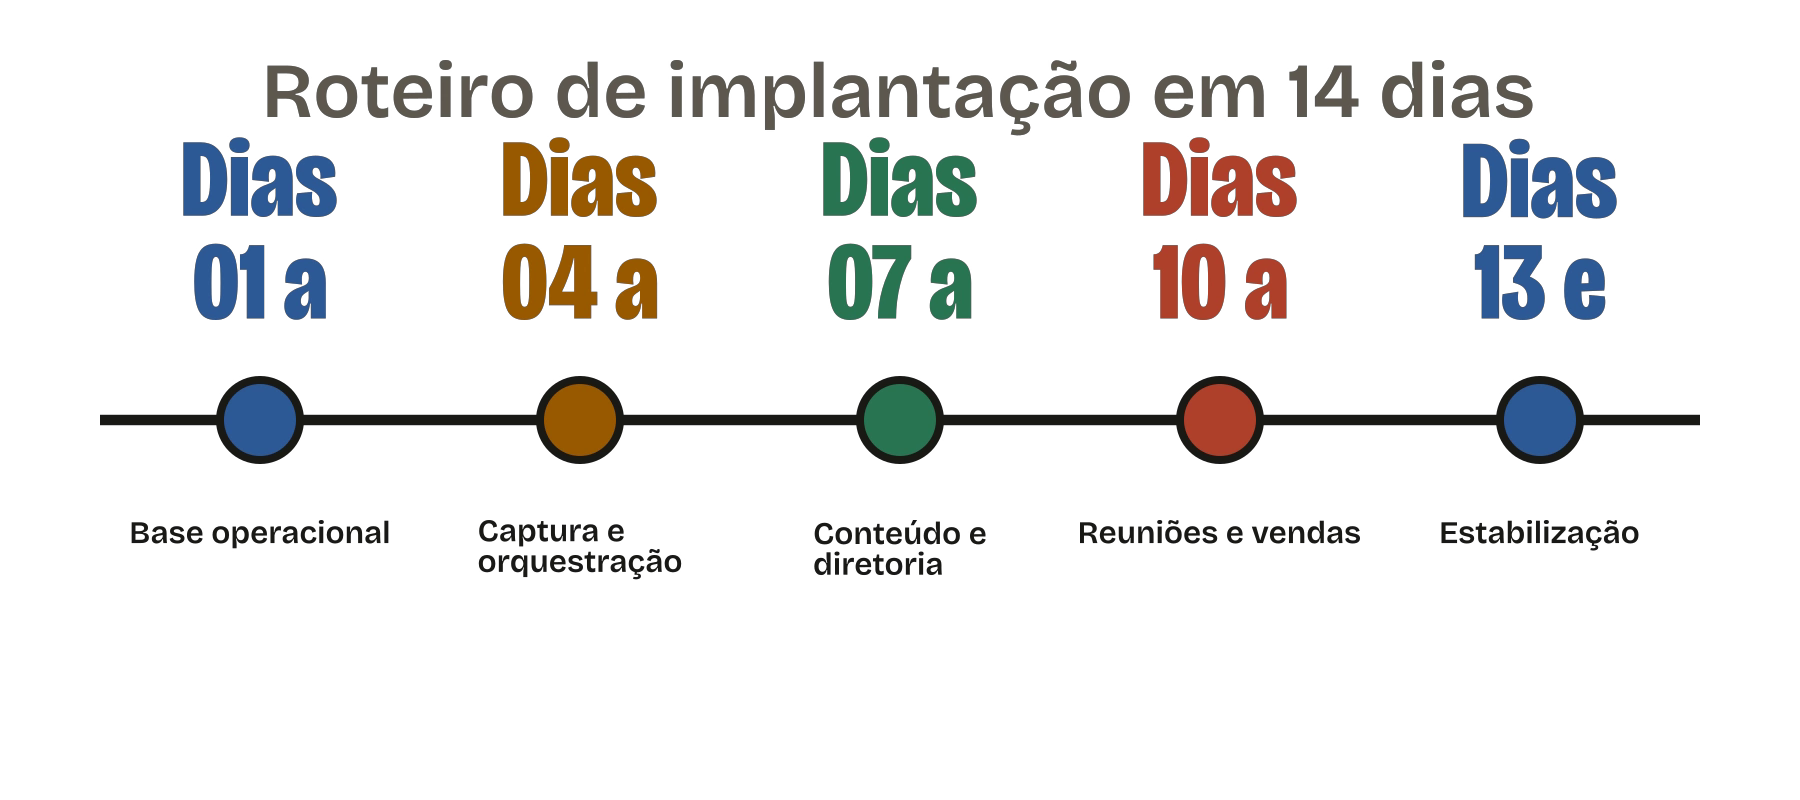 Roteiro de implantação em 14 dias
Dias
01 a
Dias
04 a
Dias
07 a
Dias
10 a
Dias
13 e
Base operacional
Captura e
orquestração
Conteúdo e
diretoria
Reuniões e vendas
Estabilização